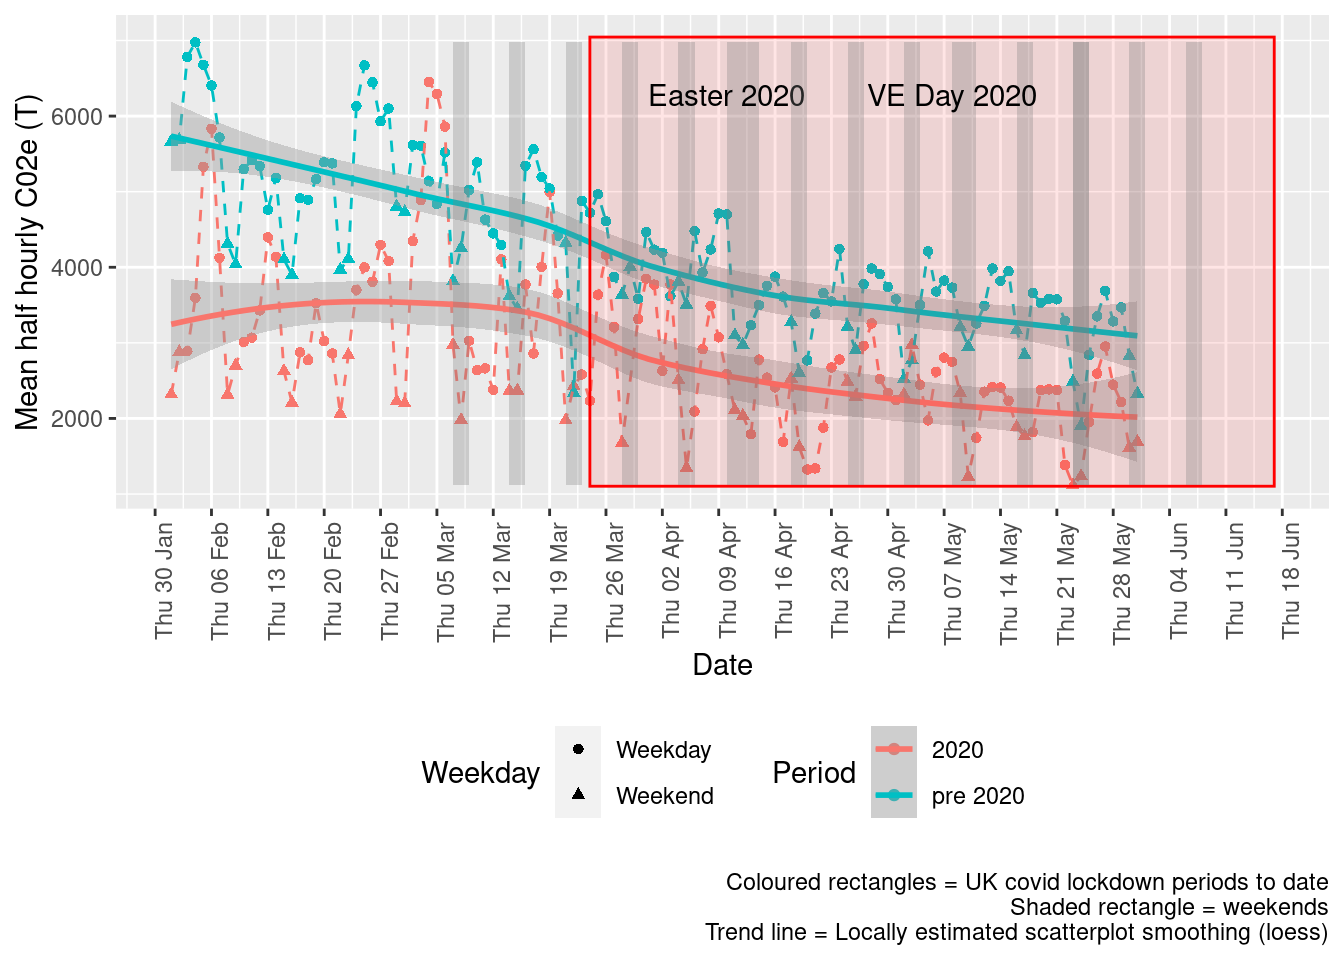 Mean half hourly C02e (T)
6000
4000
2000
Easter 2020
VE Day 2020
Thu 30 Jan
Thu 06 Feb
Thu 13 Feb
Thu 20 Feb
Thu 27 Feb
Thu 05 Mar
Thu 12 Mar
Thu 19 Mar
Thu 26 Mar
Thu 02 Apr
Thu 09 Apr
Thu 16 Apr
Thu 23 Apr
Thu 30 Apr
Thu 07 May
Thu 14 May
Thu 21 May
Thu 28 May
Thu 04 Jun
Thu 11 Jun
Thu 18 Jun
Date
Weekday
Weekday
Weekend
Period
2020
pre 2020
Coloured rectangles = UK covid lockdown periods to date
Shaded rectangle = weekends
Trend line = Locally estimated scatterplot smoothing (loess)